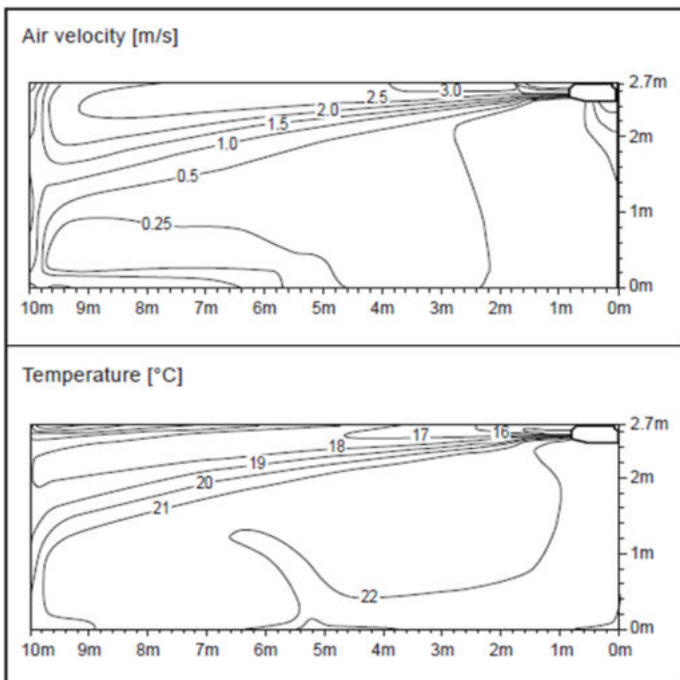 Air velocity [m/s]
2.7m
3.0
2.5
2.0
1.5
2m
1.0
0.5
1m
0.25
0m
10m 9m 8m 7m 6m 5m 4m 3m 2m 1m 0m
Temperature [°C]
2.7m
17 16
18
19
20
2m
21
1m
22
0m
10m 9m 8m 7m 6m 5m 4m 3m 2m 1m 0m